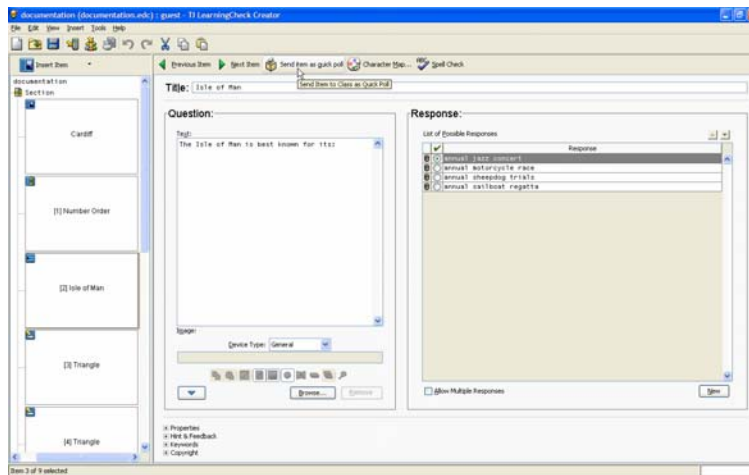 documentation (documentation.edc) : guest - TI LearningCheck Creator
File Edit View Insert Tools Help
Insert Item
Previous Item Next Item Send Item as quick poll Character Map... Spell Check
Send Item to Class as Quick Poll
documentation
Section
Cardiff
[1] Number Order
[2] Isle of Man
[3] Triangle
[4] Triangle
Title: Isle of Man
Question:
Text:
The Isle of Man is best known for its:
Image:
Device Type: General
Browse... Remove
Response:
List of Possible Responses
Response
annual jazz concert
annual motorcycle race
annual sheepdog trials
annual sailboat regatta
Allow Multiple Responses
New
Properties
Hint & Feedback
Keywords
Copyright
Item 3 of 9 selected